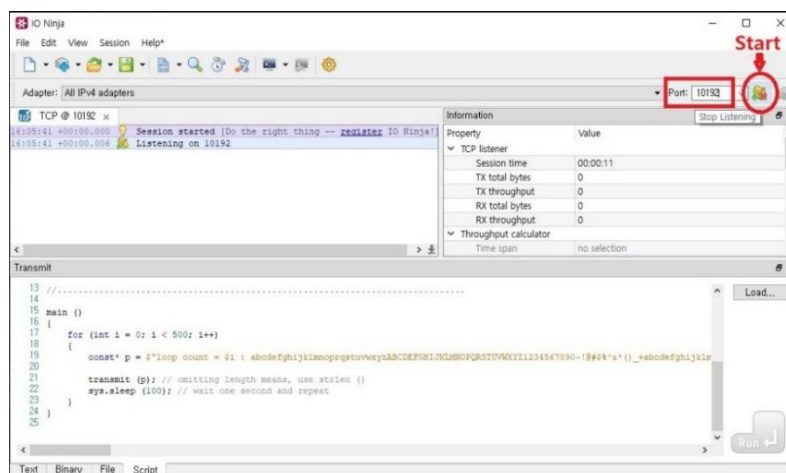 IO Ninja
File Edit View Session Help*
Start
Adapter: All IPv4 adapters
Port: 10192
TCP @ 10192
Information
Stop Listening
16:05:41 +00:00.000 Session started (Do the right thing -- register IO Ninja!)
16:05:41 +00:00.006 Listening on 10192
Property Value
TCP listener
Session time 00:00:11
TX total bytes 0
TX throughput 0
RX total bytes 0
RX throughput 0
Throughput calculator
Time span no selection
Transmit
Load...
13 //
14
15 main ()
16 {
17 for (int i = 0; i < 500; i++)
18 {
19 const* p = $"loop count = $i :
20
21 transmit (p); // omitting length means, use strlen ()
22 sys.sleep (100); // wait one second and repeat
23 }
24 }
25
Run
Text Binary File Script